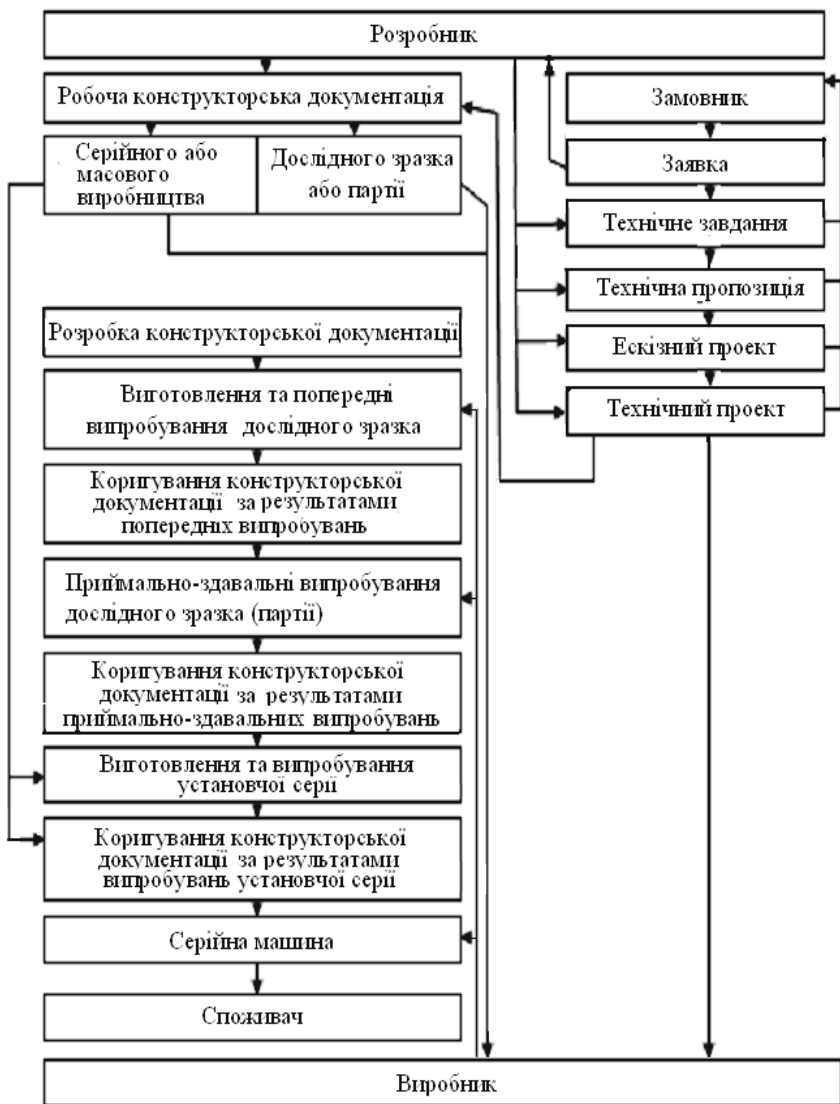 Розробник
Робоча конструкторська документація
Серійного або
масового
виробництва
Дослідного зразка
або партії
Замовник
Заявка
Технічне завдання
Технічна пропозиція
Ескізний проект
Технічний проект
Розробка конструкторської документації
Виготовлення та попередні
випробування дослідного зразка
Коригування конструкторської
документації за результатами
попередніх випробувань
Приймально-здавальні випробування
дослідного зразка (партії)
Коригування конструкторської
документації за результатами
приймально-здавальних випробувань
Виготовлення та випробування
установчої серії
Коригування конструкторської
документації за результатами
випробувань установчої серії
Серійна машина
Споживач
Виробник